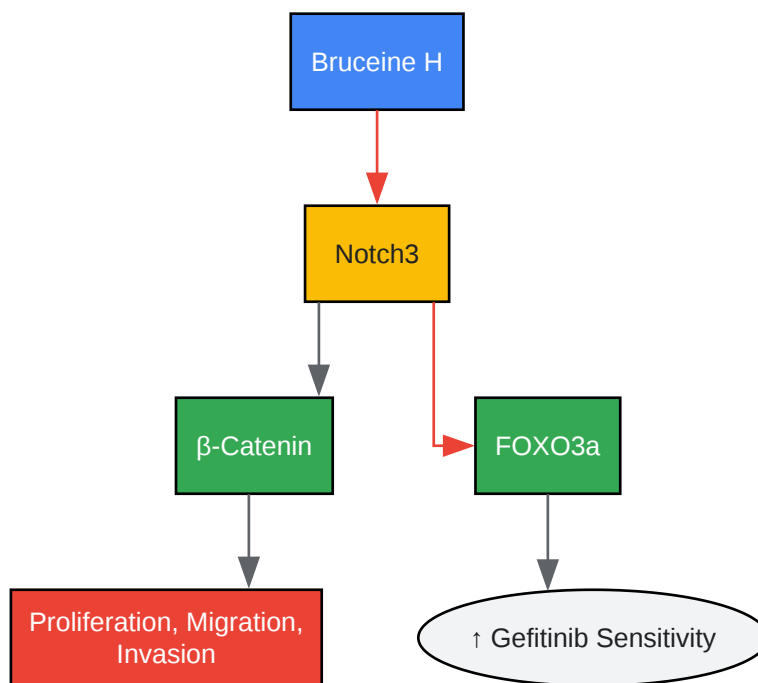 Bruceine H
Notch3
β-Catenin
FOXO3a
Proliferation, Migration,
Invasion
↑ Gefitinib Sensitivity